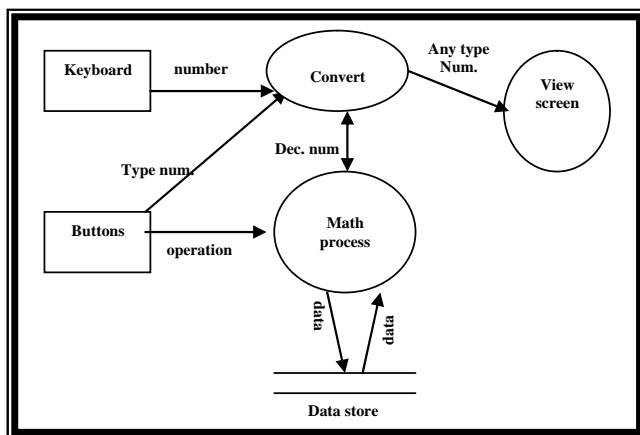 Keyboard
number
Convert
Any type
Num.
View
screen
Type num.
Dec. num
Buttons
operation
Math
process
data
data
Data store